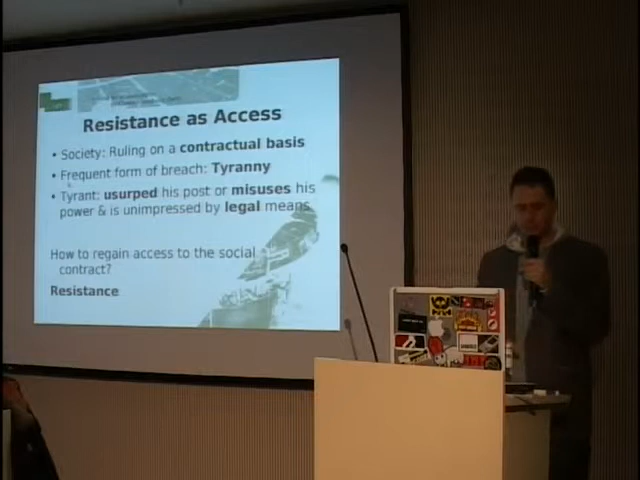 Resistance as Access
• Society: Ruling on a contractual basis
• Frequent form of breach: Tyranny
• Tyrant: usurped his post or misuses his
power & is unimpressed by legal means
How to regain access to the social
contract?
Resistance